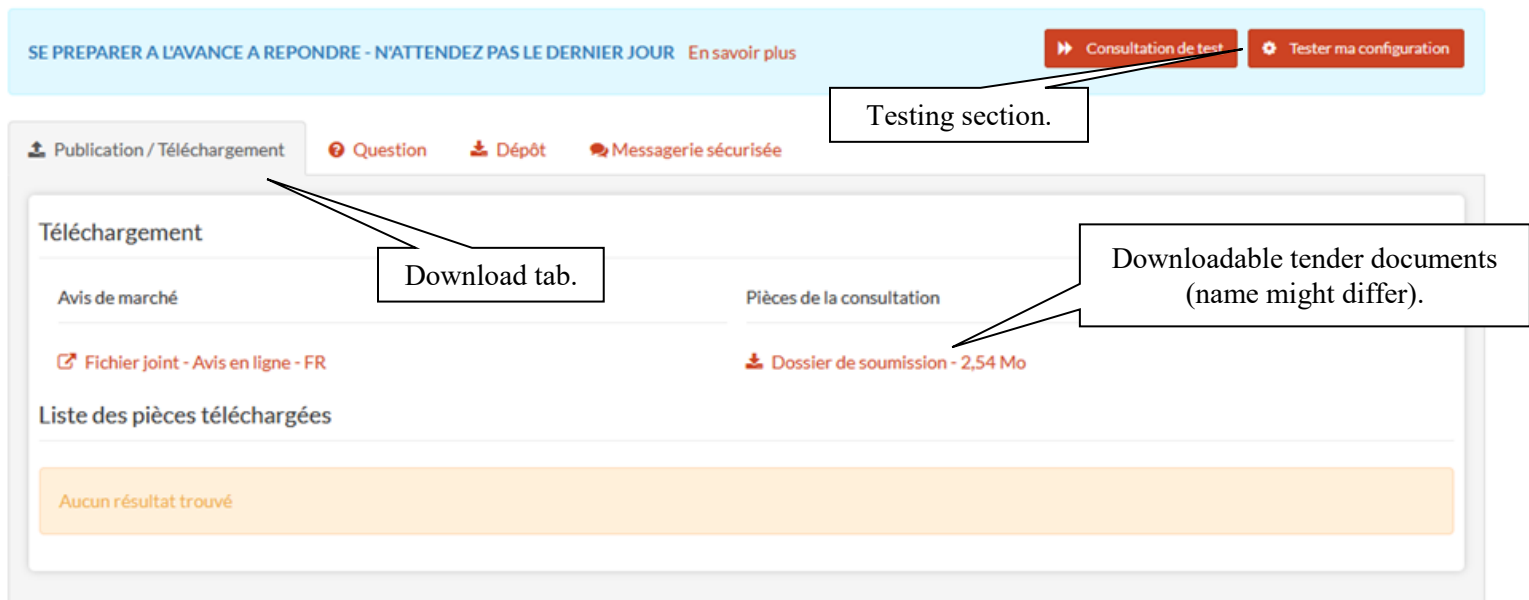 SE PREPARER A L'AVANCE A REPONDRE - N'ATTENDEZ PAS LE DERNIER JOUR En savoir plus
Consultation de test
Tester ma configuration
Testing section.
Publication / Téléchargement
Question
Dépôt
Messagerie sécurisée
Téléchargement
Download tab.
Downloadable tender documents
(name might differ).
Avis de marché
Pièces de la consultation
Fichier joint - Avis en ligne - FR
Dossier de soumission - 2,54 Mo
Liste des pièces téléchargées
Aucun résultat trouvé